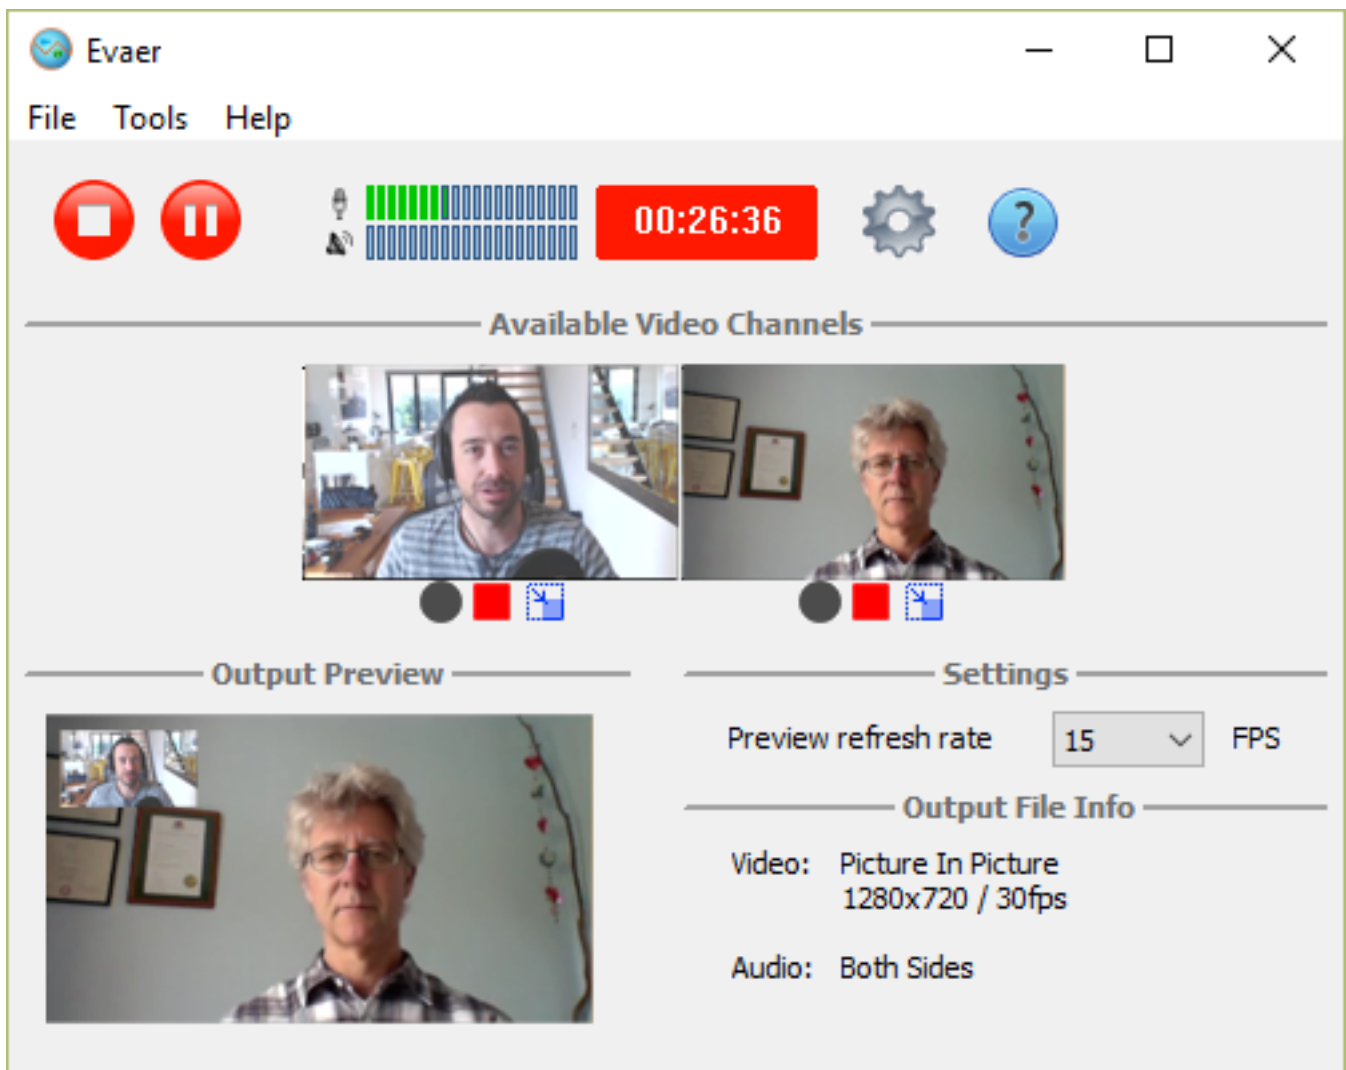 Evaer
File Tools Help
00:26:36
?
Available Video Channels
Output Preview
Settings
Preview refresh rate 15 FPS
Output File Info
Video: Picture In Picture
1280x720 / 30fps
Audio: Both Sides